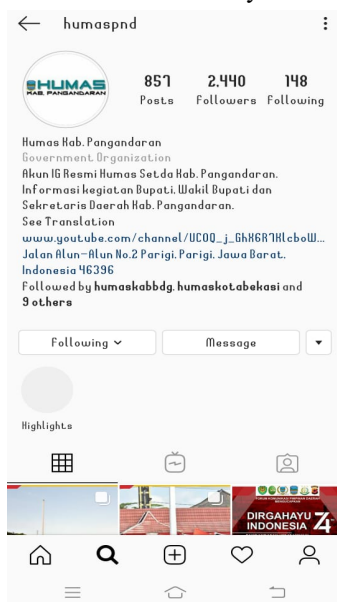 humaspnd
HUMAS
KAB. PANGANDARAN
857 2.440 148
Posts Followers Following
Humas Kab. Pangandaran
Government Organization
Akun IG Resmi Humas Setda Kab. Pangandaran.
Informasi kegiatan Bupati, Wakil Bupati dan
Sekretaris Daerah Kab. Pangandaran.
See Translation
www.youtube.com/channel/UC0Q_j_GhX6R7KlcboW...
Jalan Alun-Alun No.2 Parigi, Parigi, Jawa Barat,
Indonesia 46396
Followed by humaskabbdg, humaskotabekasi and
9 others
Following Message
Highlights
DIRGAHAYU
INDONESIA